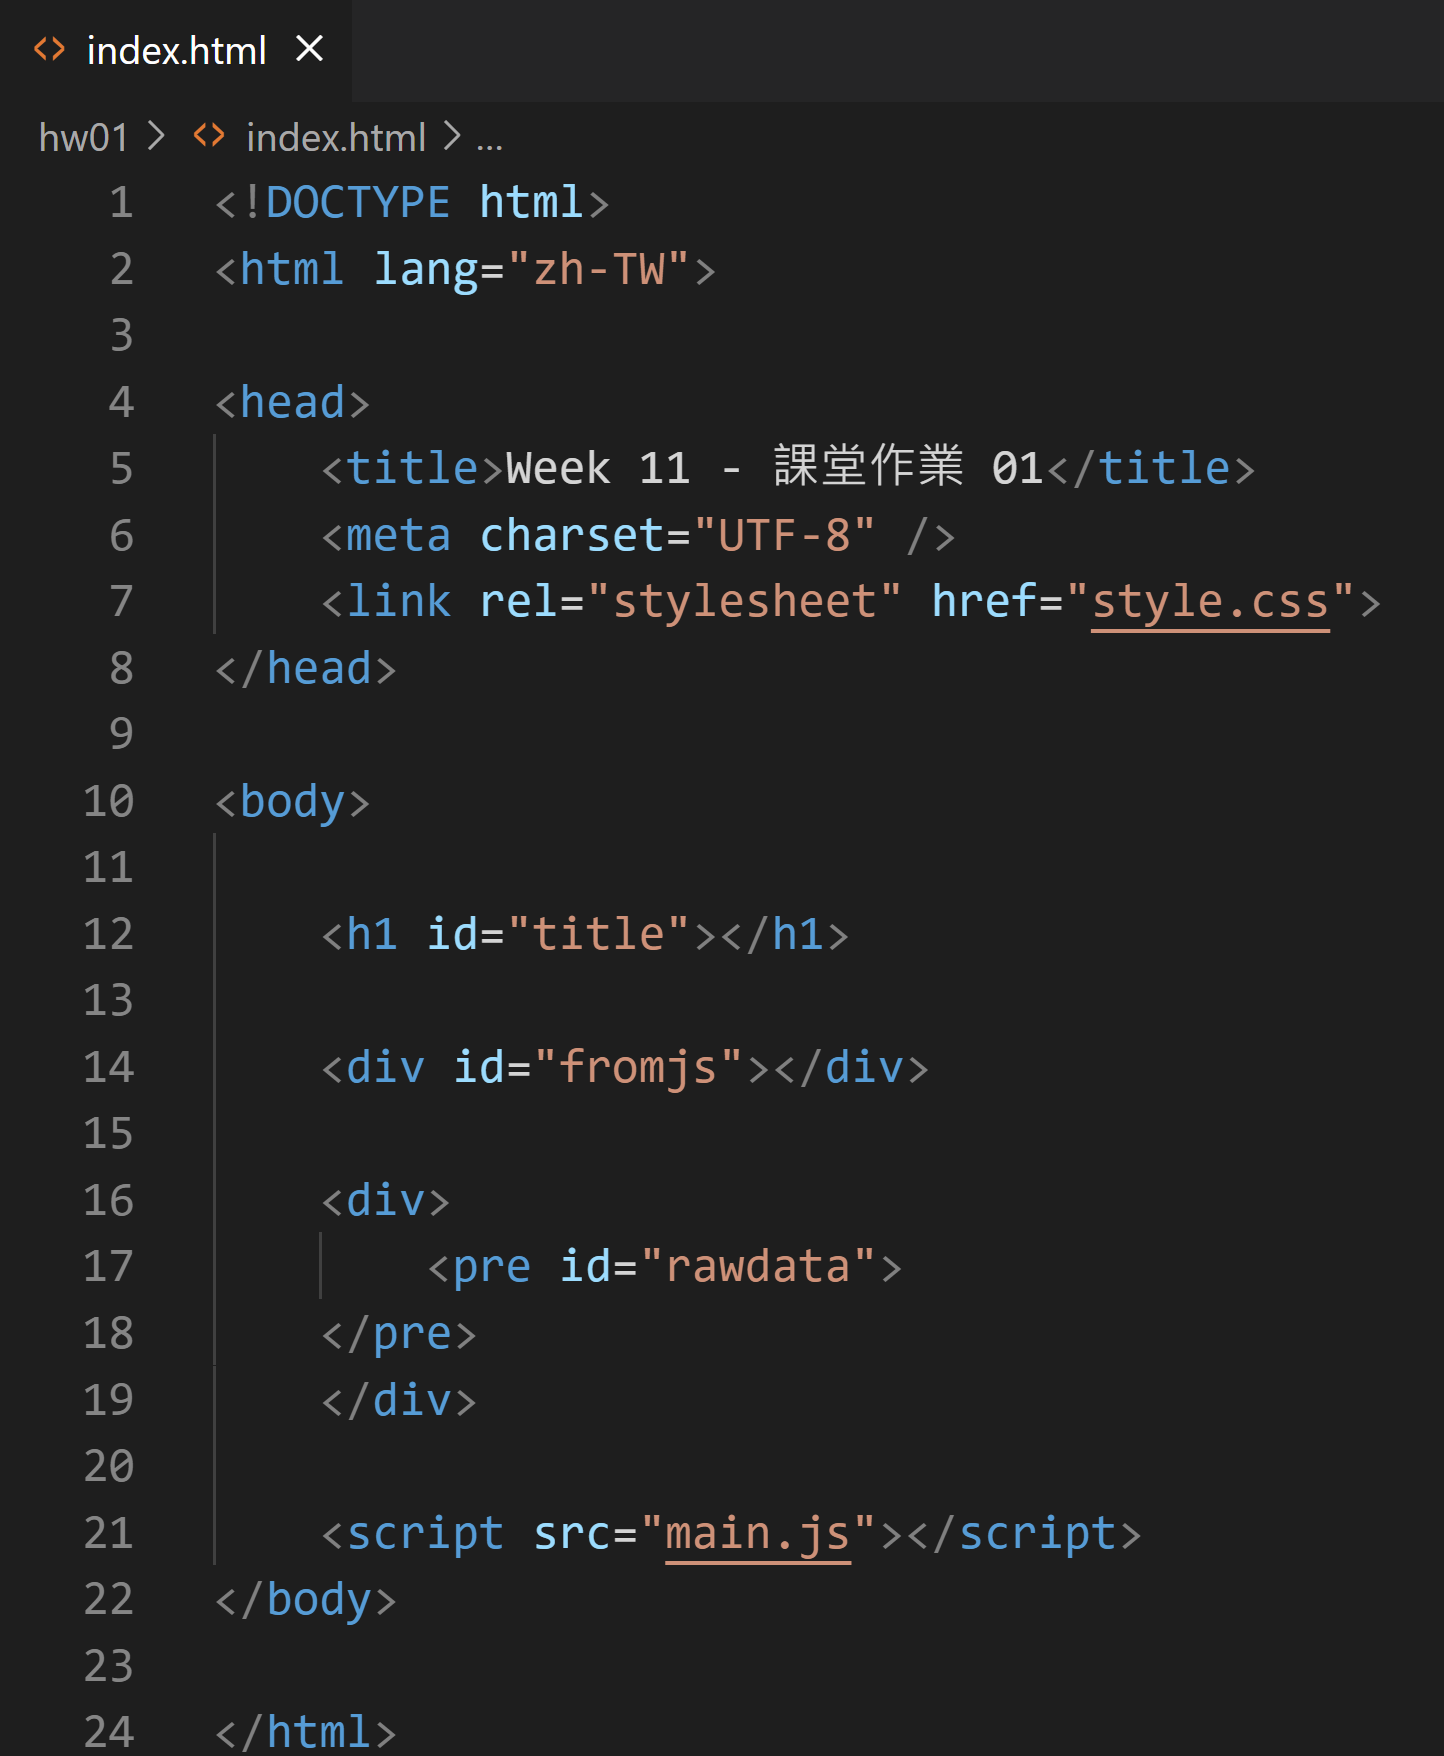 index.html
hw01 > index.html > ...
1 <!DOCTYPE html>
2 <html lang="zh-TW">
3
4 <head>
5     <title>Week 11 - 課堂作業 01</title>
6     <meta charset="UTF-8" />
7     <link rel="stylesheet" href="style.css">
8 </head>
9
10 <body>
11
12     <h1 id="title"></h1>
13
14     <div id="fromjs"></div>
15
16     <div>
17         <pre id="rawdata">
18     </pre>
19     </div>
20
21     <script src="main.js"></script>
22 </body>
23
24 </html>